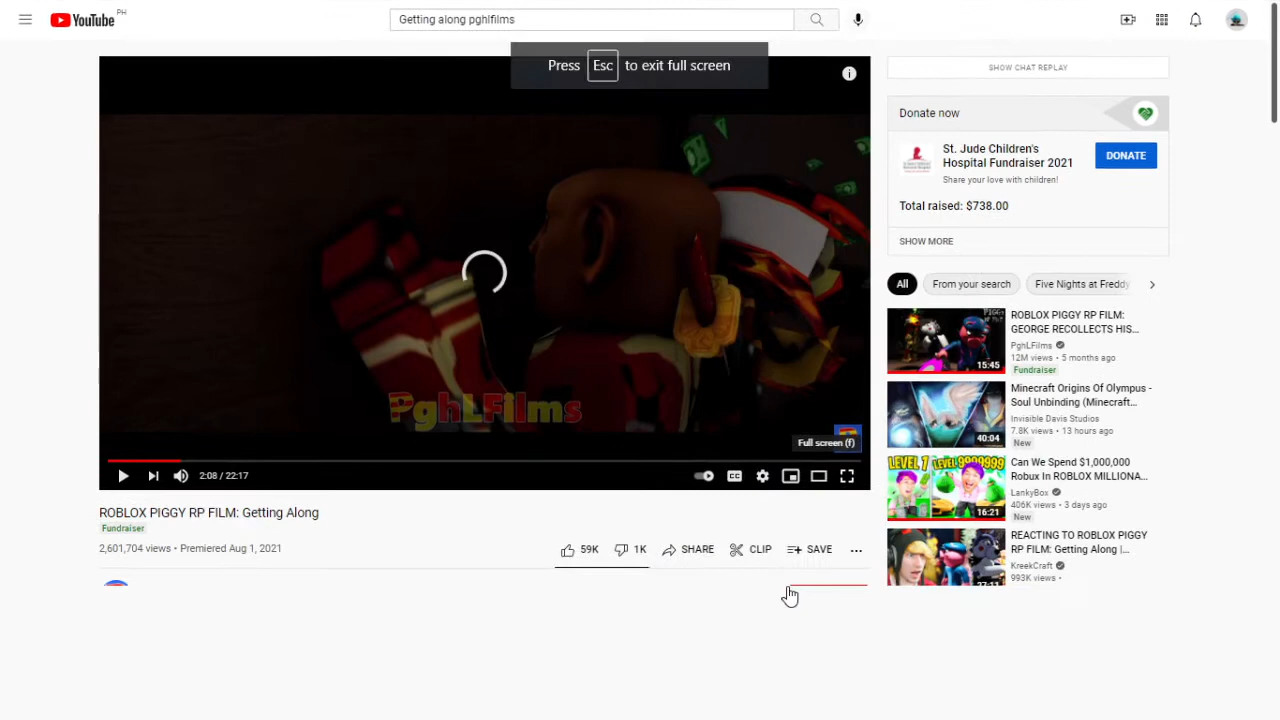 YouTube PH
Getting along pghlfilms
Press Esc to exit full screen
PghLFilms
Full screen (f)
2:08 / 22:17
CC
ROBLOX PIGGY RP FILM: Getting Along
Fundraiser
2,601,704 views • Premiered Aug 1, 2021
59K
1K
SHARE
CLIP
SAVE
SHOW CHAT REPLAY
Donate now
St. Jude Children's
Hospital Fundraiser 2021
Share your love with children!
DONATE
Total raised: $738.00
SHOW MORE
All
From your search
Five Nights at Freddy
ROBLOX PIGGY RP FILM:
GEORGE RECOLLECTS HIS...
PghLFilms
12M views • 5 months ago
Fundraiser
15:45
Minecraft Origins Of Olympus -
Soul Unbinding (Minecraft...
Invisible Davis Studios
7.8K views • 13 hours ago
New
40:04
Can We Spend $1,000,000
Robux In ROBLOX MILLIONA...
LankyBox
406K views • 3 days ago
New
LEVEL 1
16:21
REACTING TO ROBLOX PIGGY
RP FILM: Getting Along |...
KreekCraft
993K views •
27:11